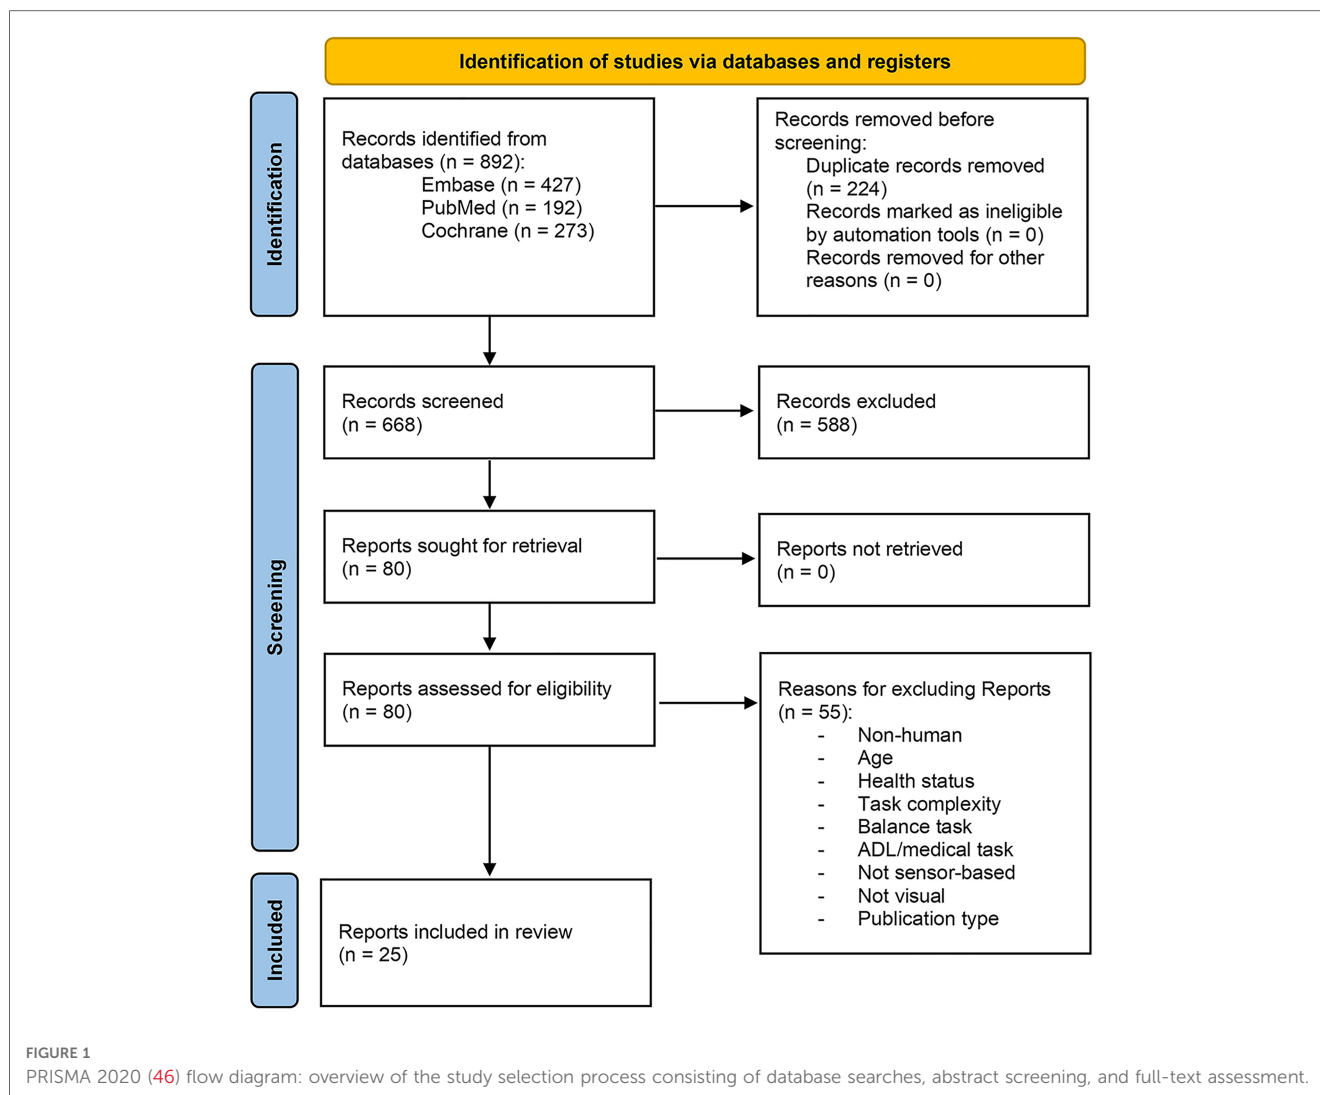 Identification of studies via databases and registers
Identification
Records identified from
databases (n = 892):
Embase (n = 427)
PubMed (n = 192)
Cochrane (n = 273)
Records removed before
screening:
Duplicate records removed
(n = 224)
Records marked as ineligible
by automation tools (n = 0)
Records removed for other
reasons (n = 0)
Screening
Records screened
(n = 668)
Records excluded
(n = 588)
Reports sought for retrieval
(n = 80)
Reports not retrieved
(n = 0)
Reports assessed for eligibility
(n = 80)
Reasons for excluding Reports
(n = 55):
- Non-human
- Age
- Health status
- Task complexity
- Balance task
- ADL/medical task
- Not sensor-based
- Not visual
- Publication type
Included
Reports included in review
(n = 25)
FIGURE 1
PRISMA 2020 (46) flow diagram: overview of the study selection process consisting of database searches, abstract screening, and full-text assessment.